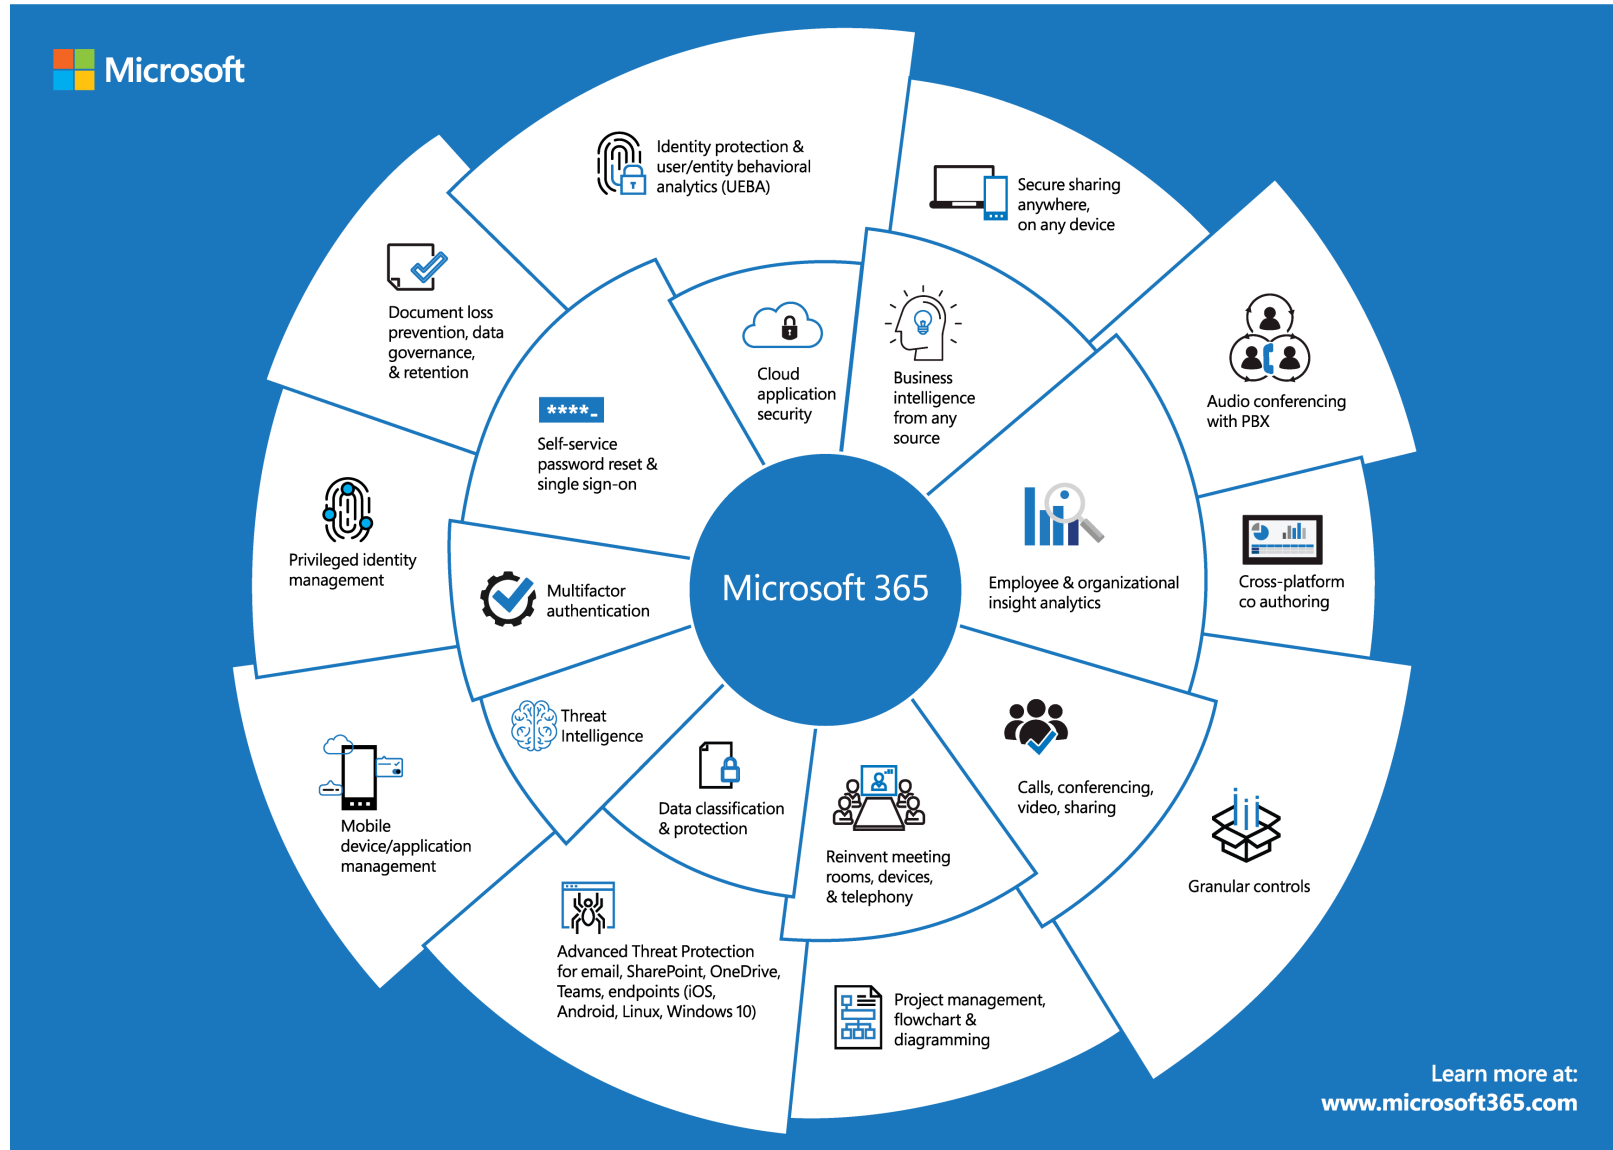 Microsoft
Identity protection &
user/entity behavioral
analytics (UEBA)
Secure sharing
anywhere,
on any device
Document loss
prevention, data
governance,
& retention
Cloud
application
security
Business
intelligence
from any
source
Audio conferencing
with PBX
****_
Self-service
password reset &
single sign-on
Privileged identity
management
Multifactor
authentication
Microsoft 365
Employee & organizational
insight analytics
Cross-platform
co authoring
Threat
Intelligence
Data classification
& protection
Calls, conferencing,
video, sharing
Mobile
device/application
management
Reinvent meeting
rooms, devices,
& telephony
Granular controls
Advanced Threat Protection
for email, SharePoint, OneDrive,
Teams, endpoints (iOS,
Android, Linux, Windows 10)
Project management,
flowchart &
diagramming
Learn more at:
www.microsoft365.com